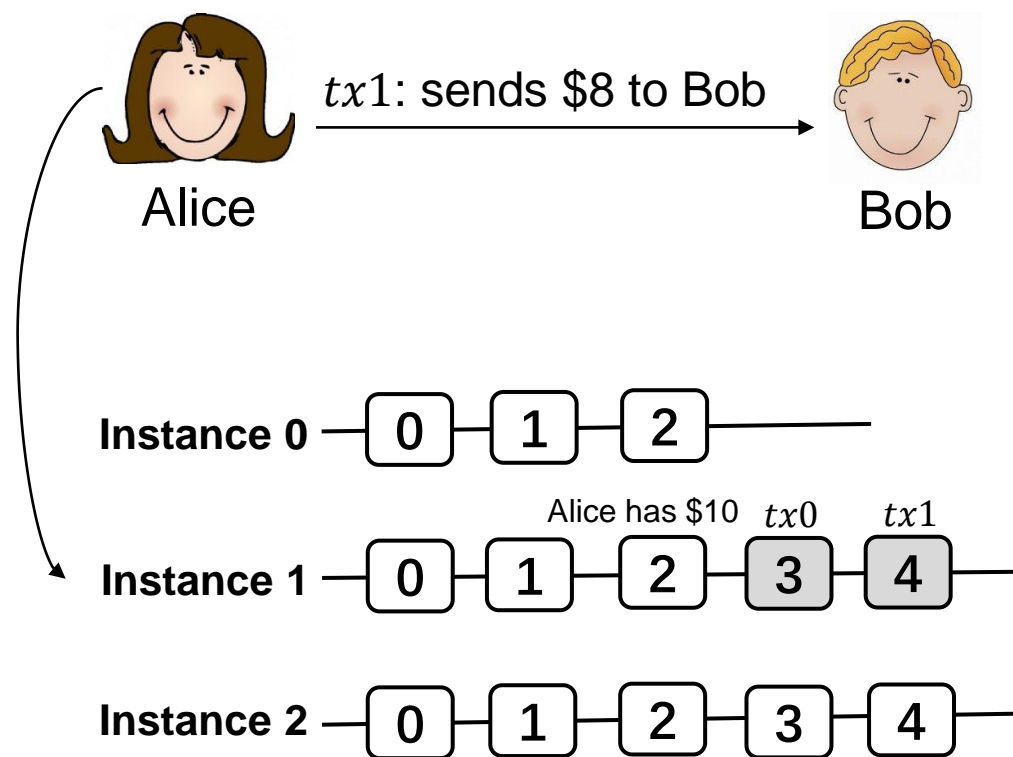 tx1: sends $8 to Bob
Alice
Bob
Instance 0 0 1 2
Alice has $10 tx0 tx1
Instance 1 0 1 2 3 4
Instance 2 0 1 2 3 4